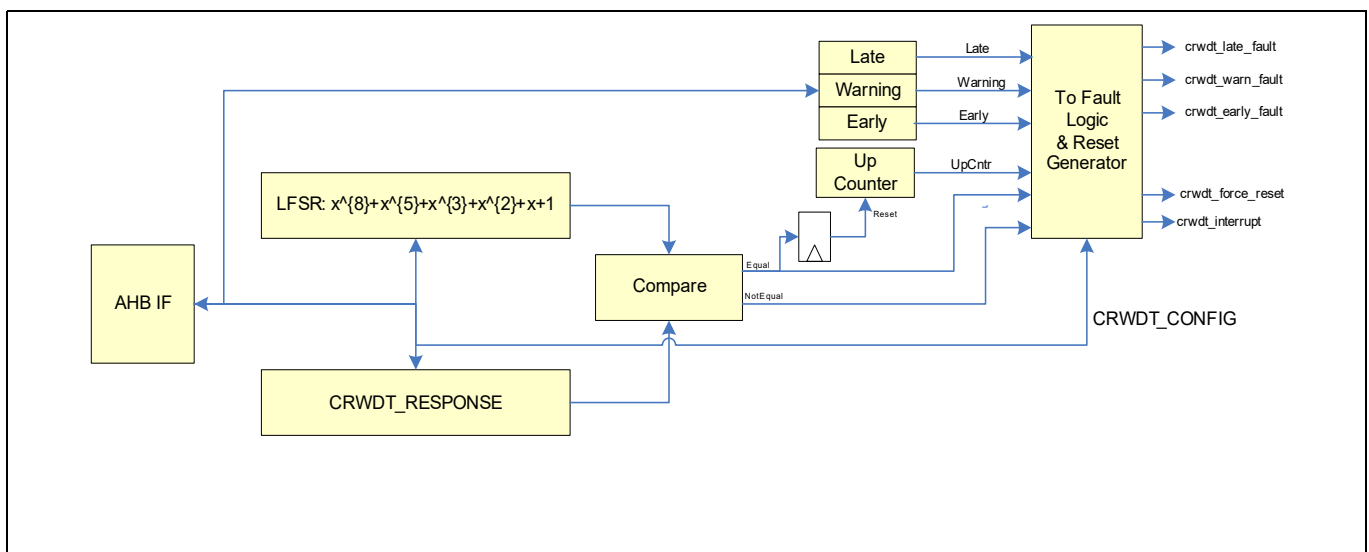 Late
Warning
Early
Late
Warning
Early
To Fault
Logic
& Reset
Generator
crwdt_late_fault
crwdt_warn_fault
crwdt_early_fault
Up
Counter
UpCntr
Reset
crwdt_force_reset
crwdt_interrupt
LFSR: x^{8}+x^{5}+x^{3}+x^{2}+x+1
AHB IF
Compare
Equal
NotEqual
CRWDT_CONFIG
CRWDT_RESPONSE